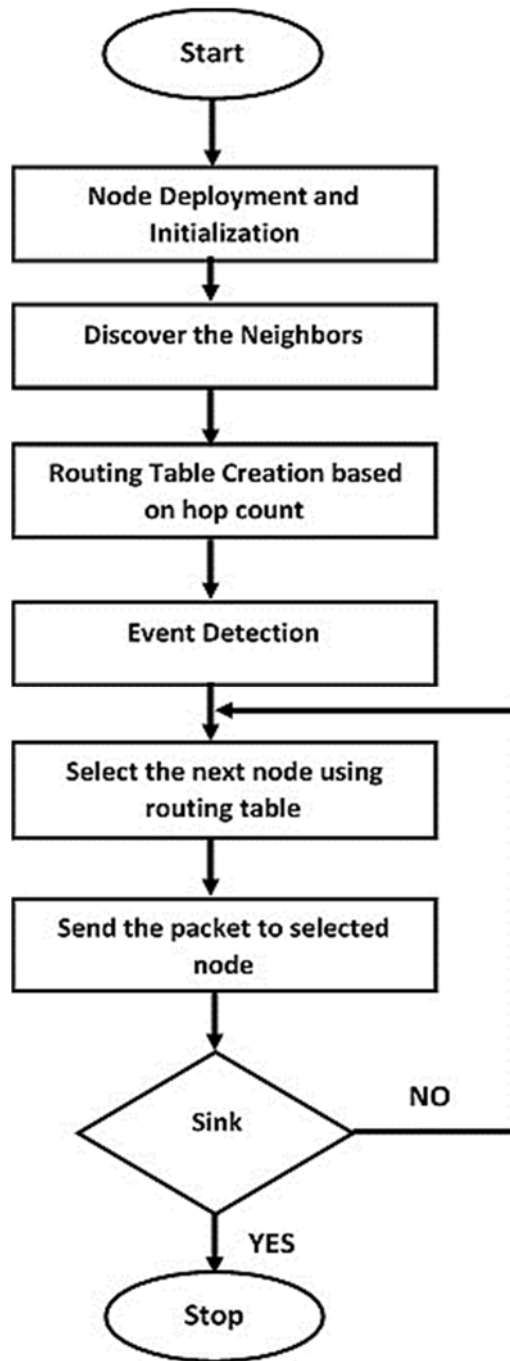 Start
Node Deployment and
Initialization
Discover the Neighbors
Routing Table Creation based
on hop count
Event Detection
Select the next node using
routing table
Send the packet to selected
node
Sink
NO
YES
Stop